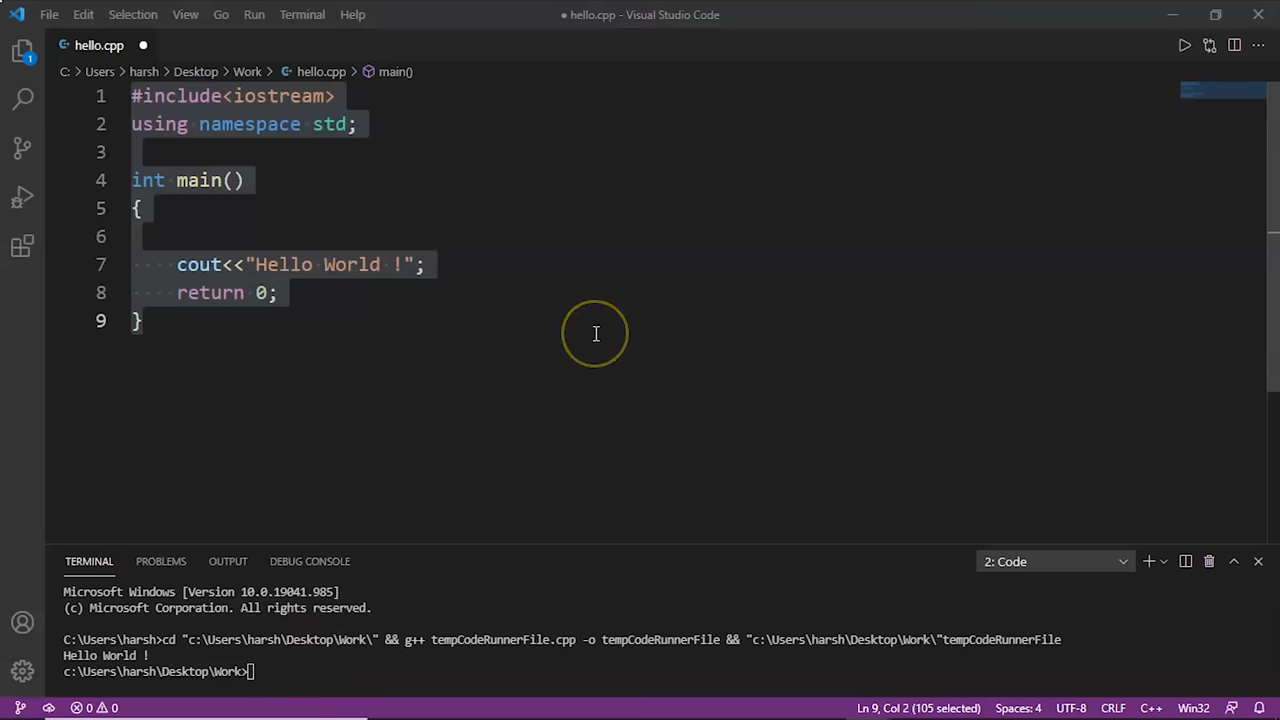 File Edit Selection View Go Run Terminal Help ● hello.cpp - Visual Studio Code
hello.cpp ●
C: > Users > harsh > Desktop > Work > hello.cpp > main()
1 #include<iostream>
2 using namespace std;
3
4 int main()
5 {
6
7 cout<<"Hello World !";
8 return 0;
9 }
1
TERMINAL PROBLEMS OUTPUT DEBUG CONSOLE 2: Code
Microsoft Windows [Version 10.0.19041.985]
(c) Microsoft Corporation. All rights reserved.
C:\Users\harsh>cd "c:\Users\harsh\Desktop\Work\" && g++ tempCodeRunnerFile.cpp -o tempCodeRunnerFile && "c:\Users\harsh\Desktop\Work\"tempCodeRunnerFile
Hello World !
c:\Users\harsh\Desktop\Work>
0 0 Ln 9, Col 2 (105 selected) Spaces: 4 UTF-8 CRLF C++ Win32